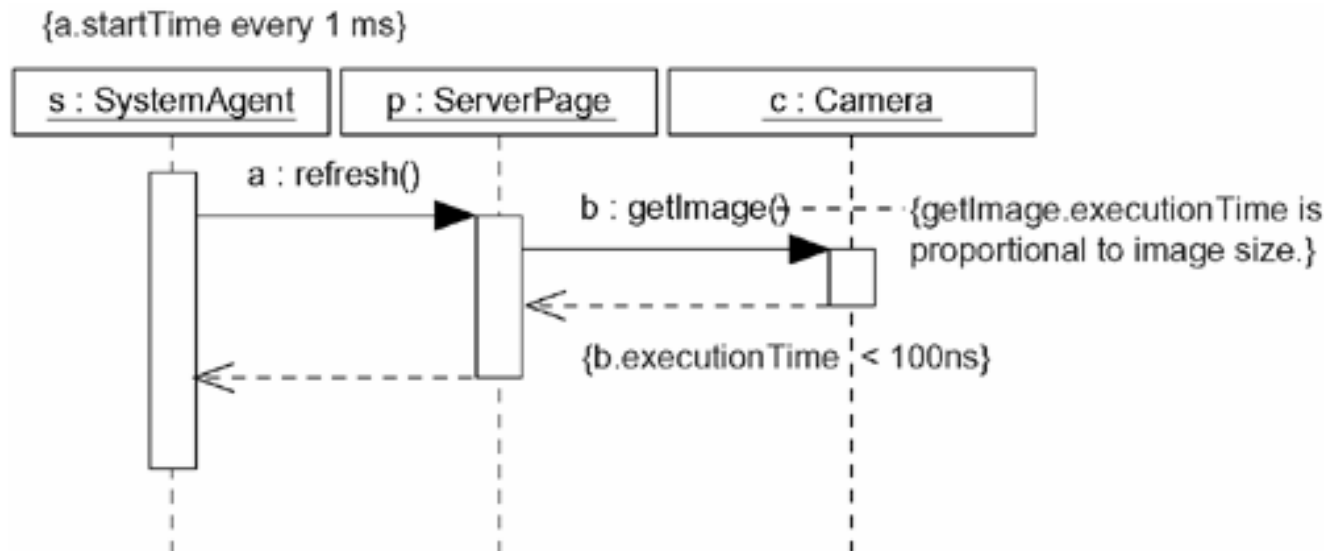 {a.startTime every 1 ms}
s : SystemAgent
p : ServerPage
c : Camera
a : refresh()
b : getImage()
{getImage.executionTime is
proportional to image size.}
{b.executionTime < 100ns}